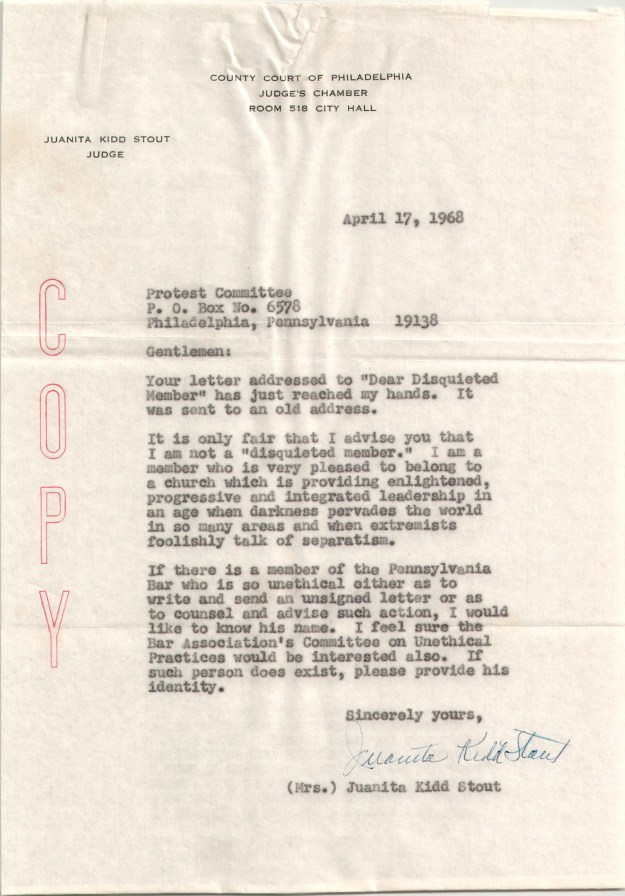 COUNTY COURT OF PHILADELPHIA
JUDGE'S CHAMBER
ROOM 518 CITY HALL
JUANITA KIDD STOUT
JUDGE
April 17, 1968
COPY
Protest Committee
P. O. Box No. 6578
Philadelphia, Pennsylvania 19138
Gentlemen:
Your letter addressed to "Dear Disquieted
Member" has just reached my hands. It
was sent to an old address.
It is only fair that I advise you that
I am not a "disquieted member." I am a
member who is very pleased to belong to
a church which is providing enlightened,
progressive and integrated leadership in
an age when darkness pervades the world
in so many areas and when extremists
foolishly talk of separatism.
If there is a member of the Pennsylvania
Bar who is so unethical either as to
write and send an unsigned letter or as
to counsel and advise such action, I would
like to know his name. I feel sure the
Bar Association's Committee on Unethical
Practices would be interested also. If
such person does exist, please provide his
identity.
Sincerely yours,
Juanita Kidd Stout
(Mrs.) Juanita Kidd Stout